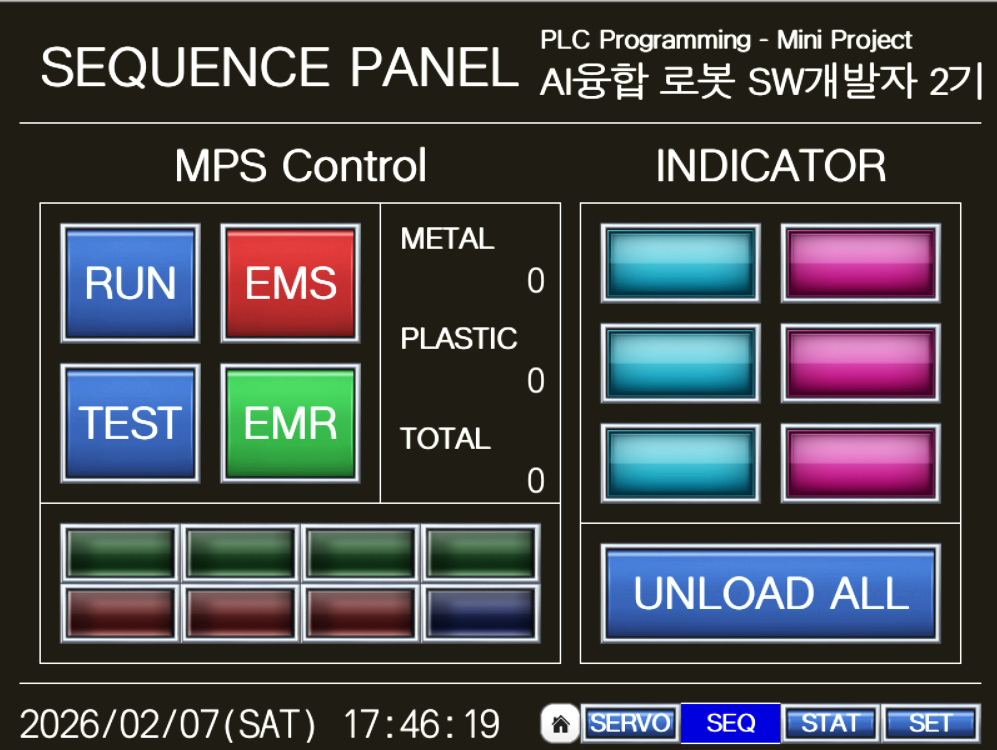 SEQUENCE PANEL
PLC Programming - Mini Project
AI융합 로봇 SW개발자 2기
MPS Control
INDICATOR
RUN
EMS
METAL
0
PLASTIC
0
TEST
EMR
TOTAL
0
UNLOAD ALL
2026/02/07(SAT) 17:46:19
SERVO SEQ STAT SET